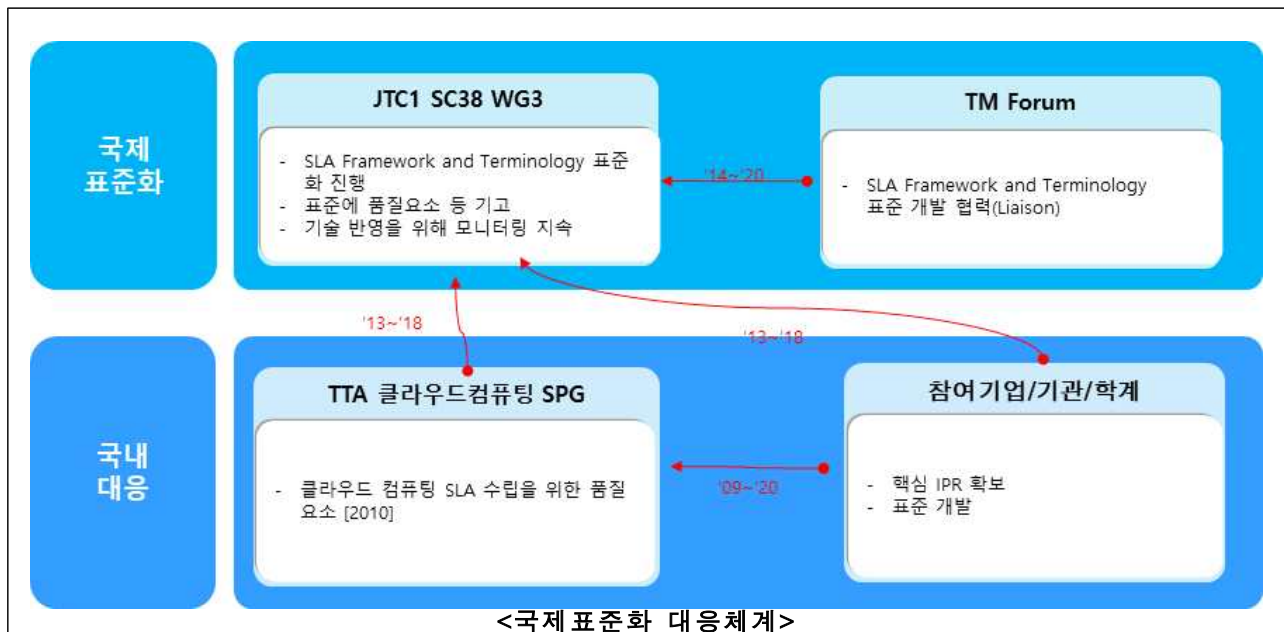 국제
표준화
JTC1 SC38 WG3
- SLA Framework and Terminology 표준
화 진행
- 표준에 품질요소 등 기고
- 기술 반영을 위해 모니터링 지속
'14~'20
TM Forum
- SLA Framework and Terminology
표준 개발 협력(Liaison)
'13~'18
'13~'18
국내
대응
TTA 클라우드컴퓨팅 SPG
- 클라우드 컴퓨팅 SLA 수립을 위한 품질
요소 [2010]
'09~'20
참여기업/기관/학계
- 핵심 IPR 확보
- 표준 개발
<국제표준화 대응체계>